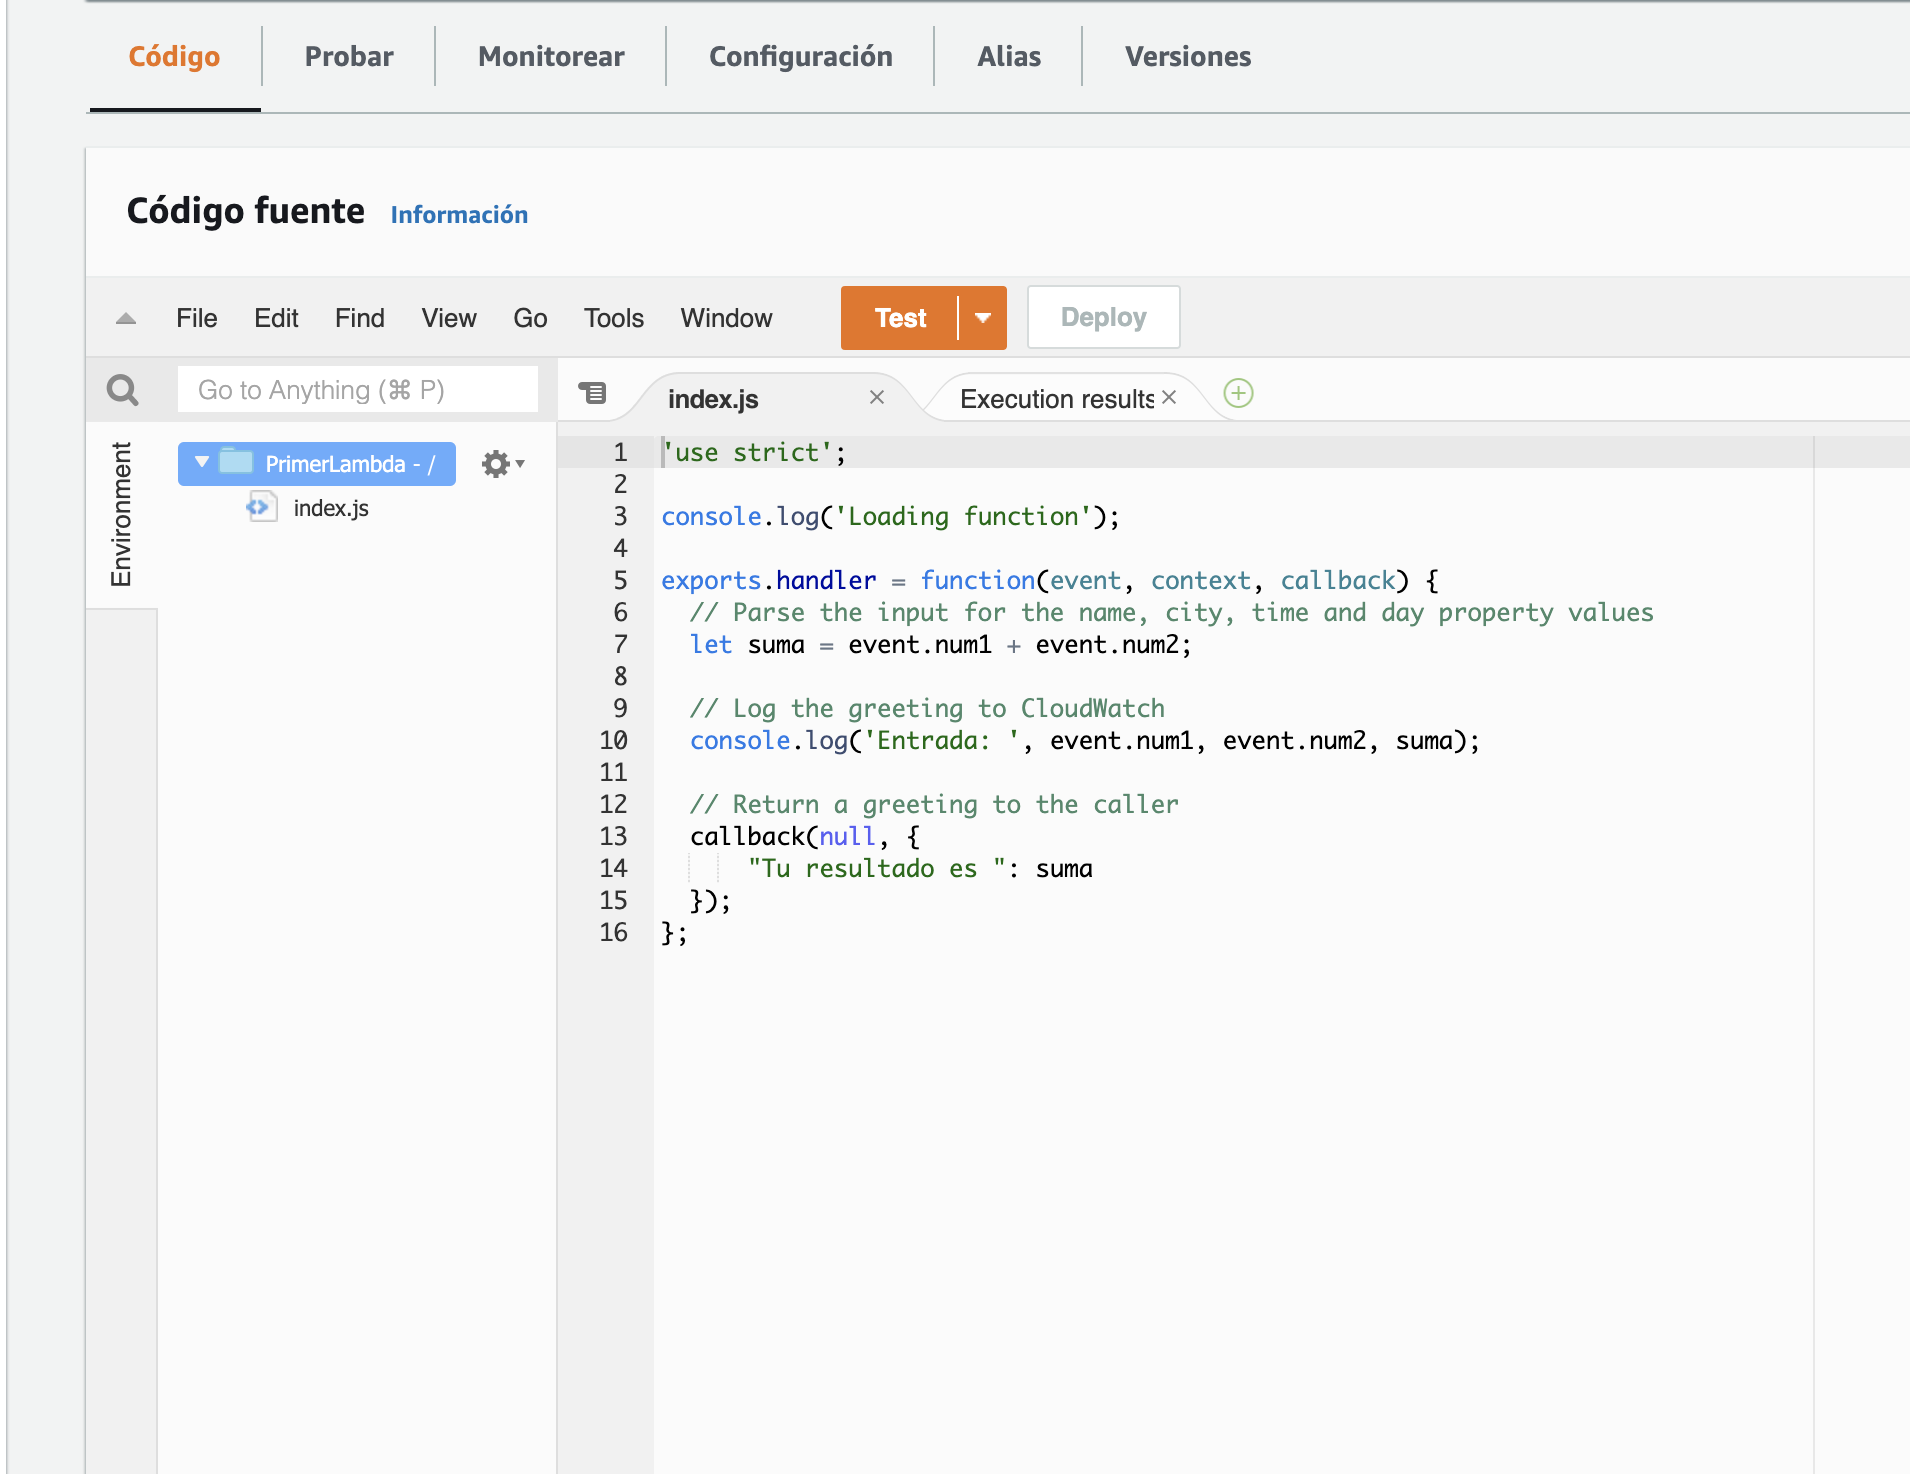 Código Probar Monitorear Configuración Alias Versiones
Código fuente Información
File Edit Find View Go Tools Window Test Deploy
Go to Anything (⌘ P)
index.js Execution results
Environment
PrimerLambda - /
index.js
1 'use strict';
2
3 console.log('Loading function');
4
5 exports.handler = function(event, context, callback) {
6 // Parse the input for the name, city, time and day property values
7 let suma = event.num1 + event.num2;
8
9 // Log the greeting to CloudWatch
10 console.log('Entrada: ', event.num1, event.num2, suma);
11
12 // Return a greeting to the caller
13 callback(null, {
14 "Tu resultado es ": suma
15 });
16 };